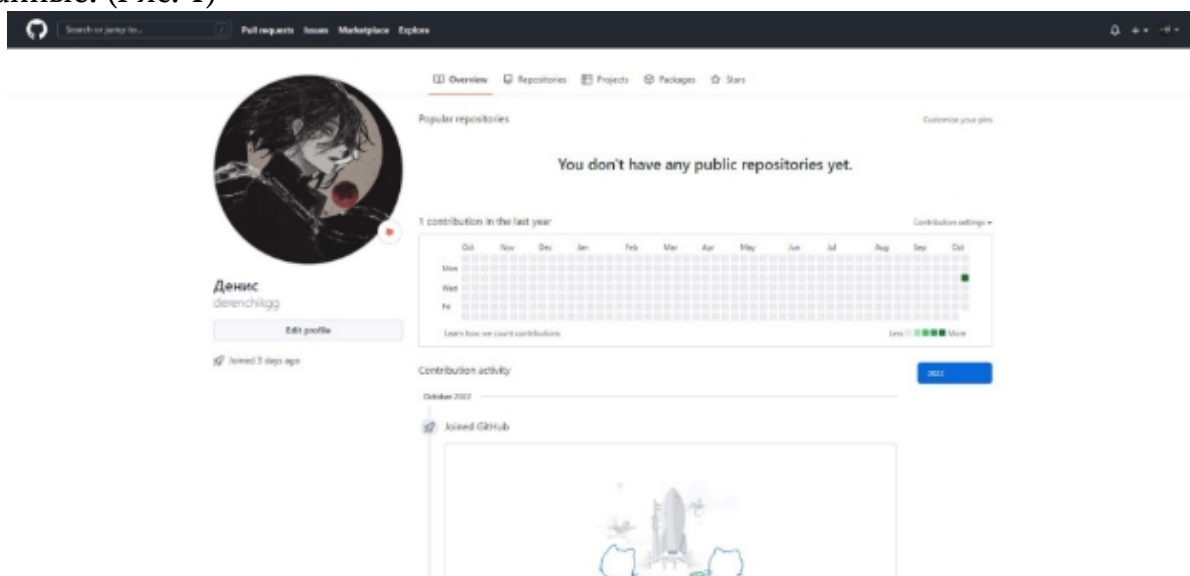 Search or jump to...
/
Pull requests Issues Marketplace Explore
Overview Repositories Projects Packages Stars
Popular repositories Customize your pins
You don't have any public repositories yet.
1 contribution in the last year Contribution settings
Oct Nov Dec Jan Feb Mar Apr May Jun Jul Aug Sep Oct
Mon
Wed
Fri
Learn how we count contributions Less More
Денис
derenchikgg
Edit profile
Joined 3 days ago
Contribution activity 2022
October 2022
Joined GitHub